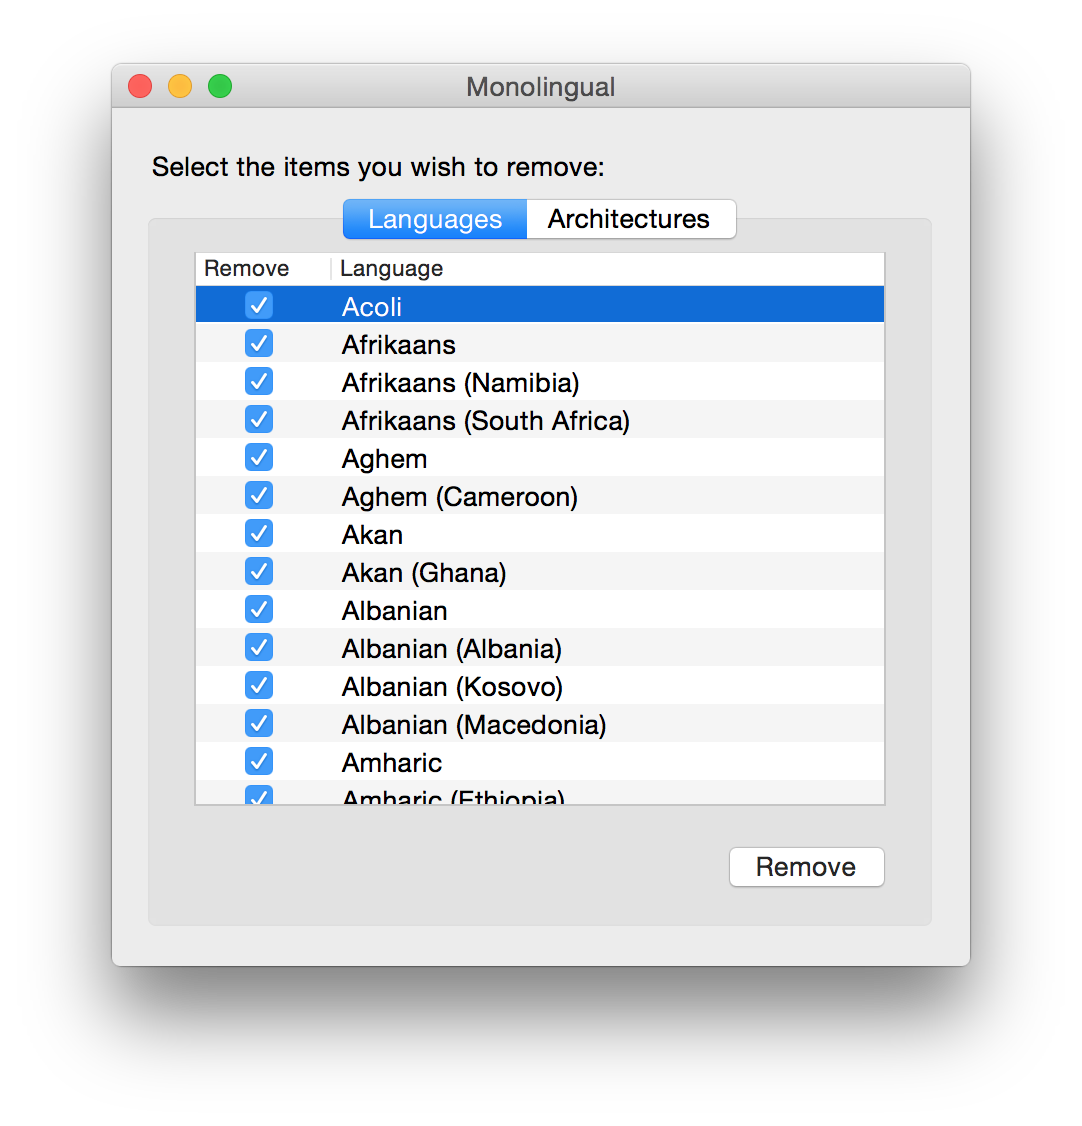 Monolingual
Select the items you wish to remove:
Languages Architectures
Remove Language
Acoli
Afrikaans
Afrikaans (Namibia)
Afrikaans (South Africa)
Aghem
Aghem (Cameroon)
Akan
Akan (Ghana)
Albanian
Albanian (Albania)
Albanian (Kosovo)
Albanian (Macedonia)
Amharic
Amharic (Ethiopia)
Remove